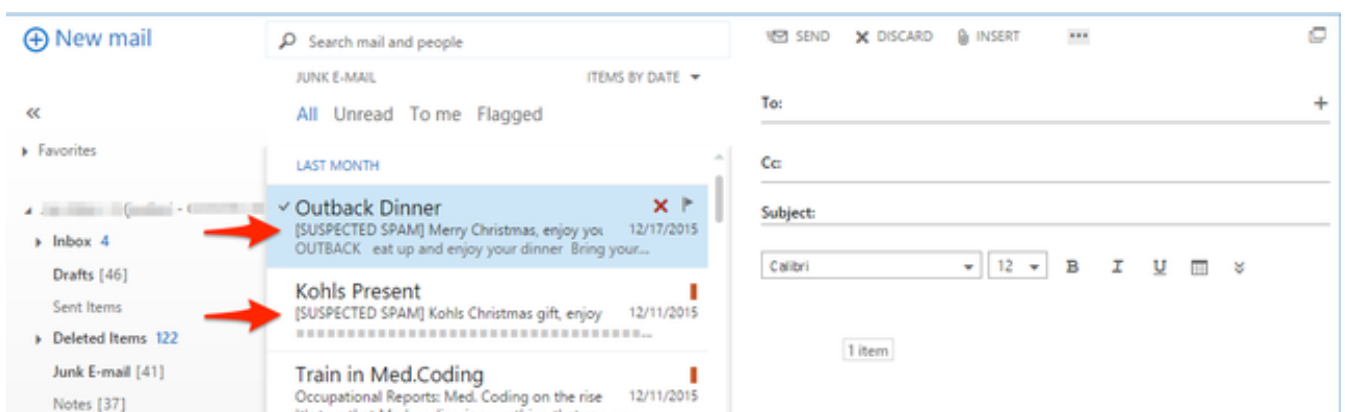 New mail
« 
Favorites
Inbox 4
Drafts [46]
Sent Items
Deleted Items 122
Junk E-mail [41]
Notes [37]
Search mail and people
JUNK E-MAIL ITEMS BY DATE
All Unread To me Flagged
LAST MONTH
Outback Dinner
[SUSPECTED SPAM] Merry Christmas, enjoy you 12/17/2015
OUTBACK eat up and enjoy your dinner Bring your...
Kohls Present
[SUSPECTED SPAM] Kohls Christmas gift, enjoy 12/11/2015
Train in Med.Coding
Occupational Reports: Med. Coding on the rise 12/11/2015
SEND DISCARD INSERT
To:
Cc:
Subject:
Calibri 12 B I U
1 item